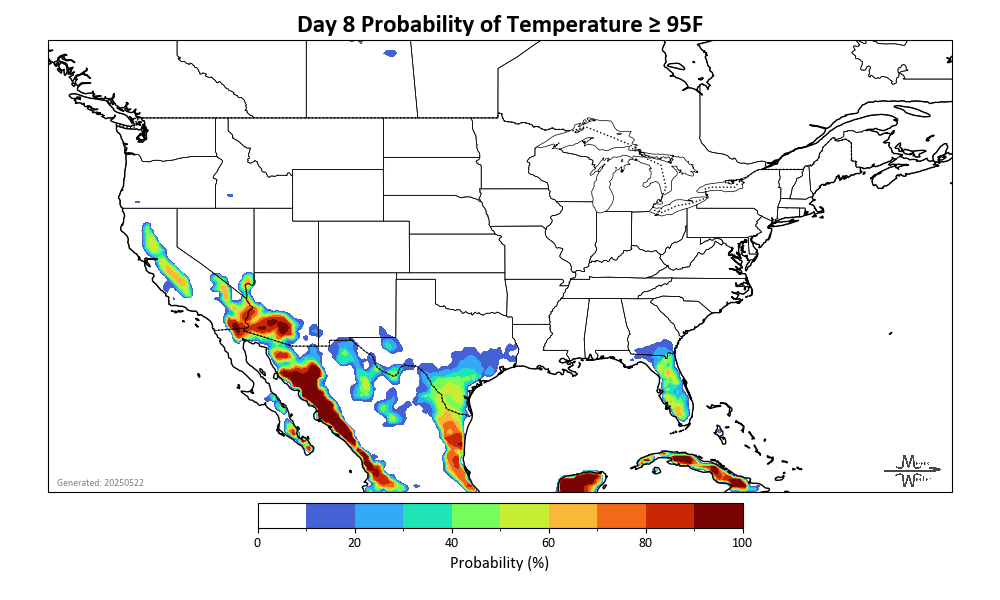 Day 8 Probability of Temperature ≥ 95F
Generated: 20250522
0 20 40 60 80 100
Probability (%)